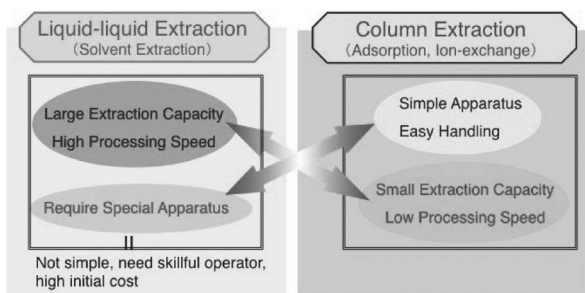 Liquid-liquid Extraction
(Solvent Extraction)
Large Extraction Capacity
High Processing Speed
Require Special Apparatus
=
Not simple, need skillful operator,
high initial cost
Column Extraction
(Adsorption, Ion-exchange)
Simple Apparatus
Easy Handling
Small Extraction Capacity
Low Processing Speed